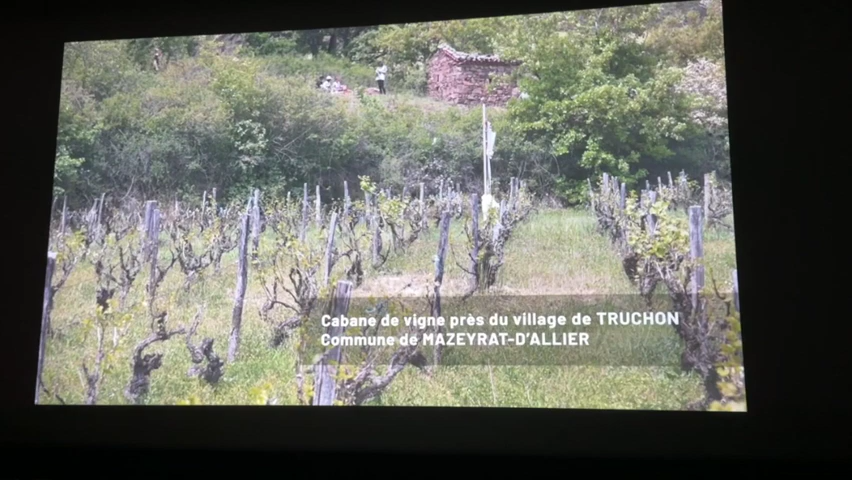 Cabane de vigne près du village de TRUCHON
Commune de MAZEYRAT-D'ALLIER